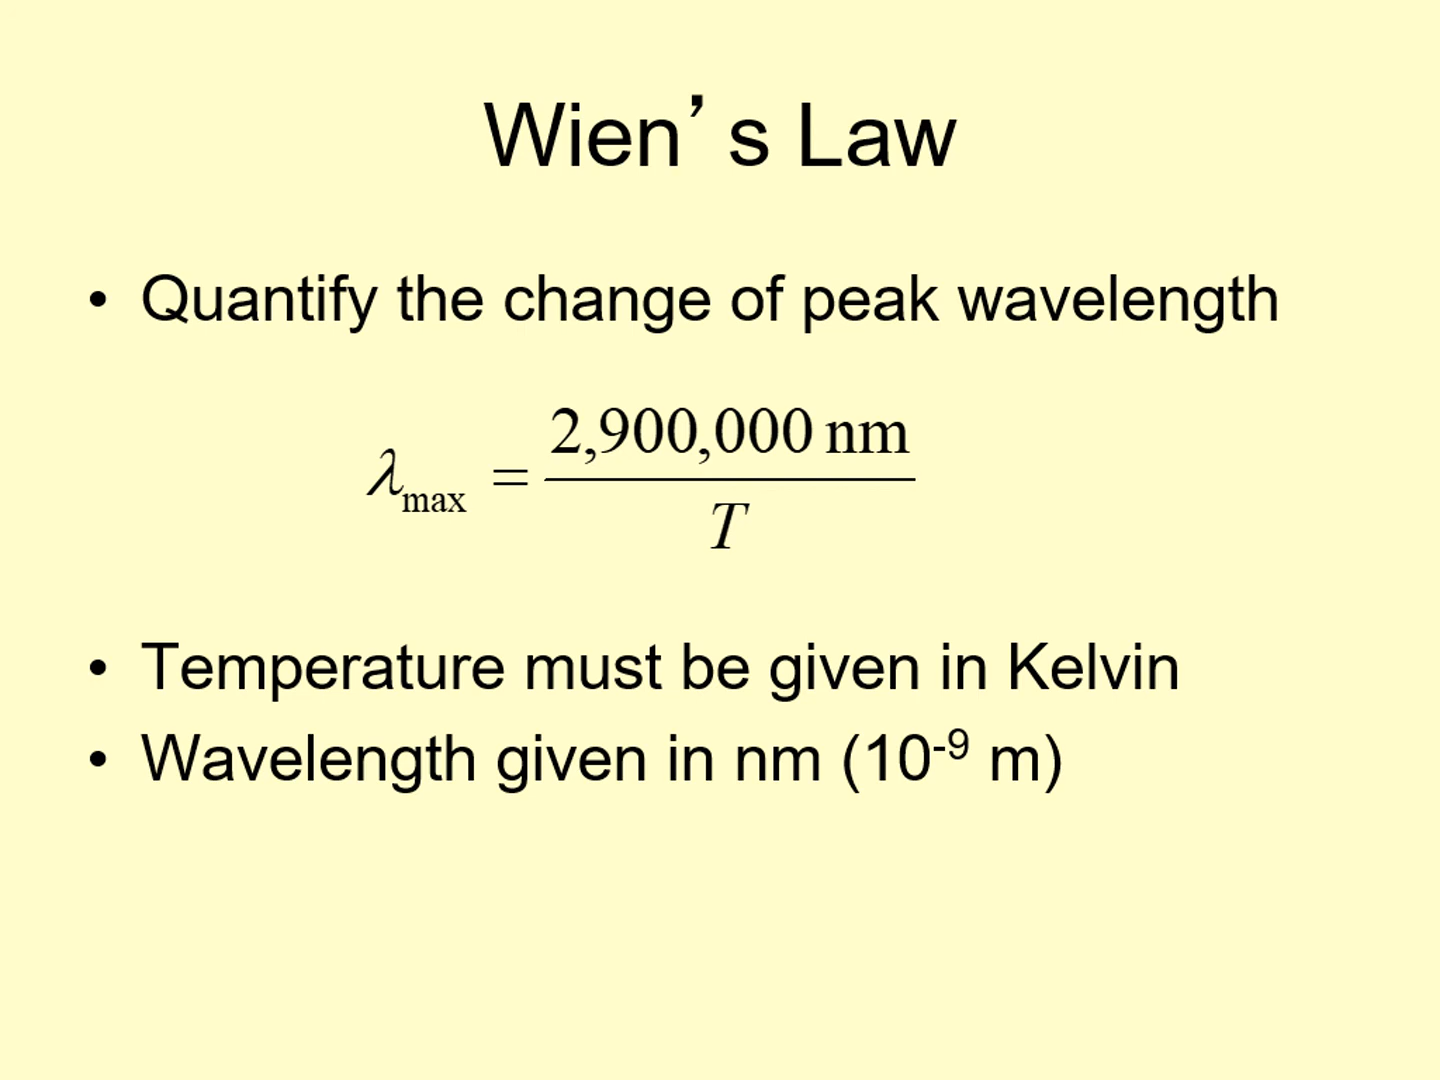 Wien’s Law
• Quantify the change of peak wavelength
λmax = 2,900,000 nm / T
• Temperature must be given in Kelvin
• Wavelength given in nm (10⁻⁹ m)